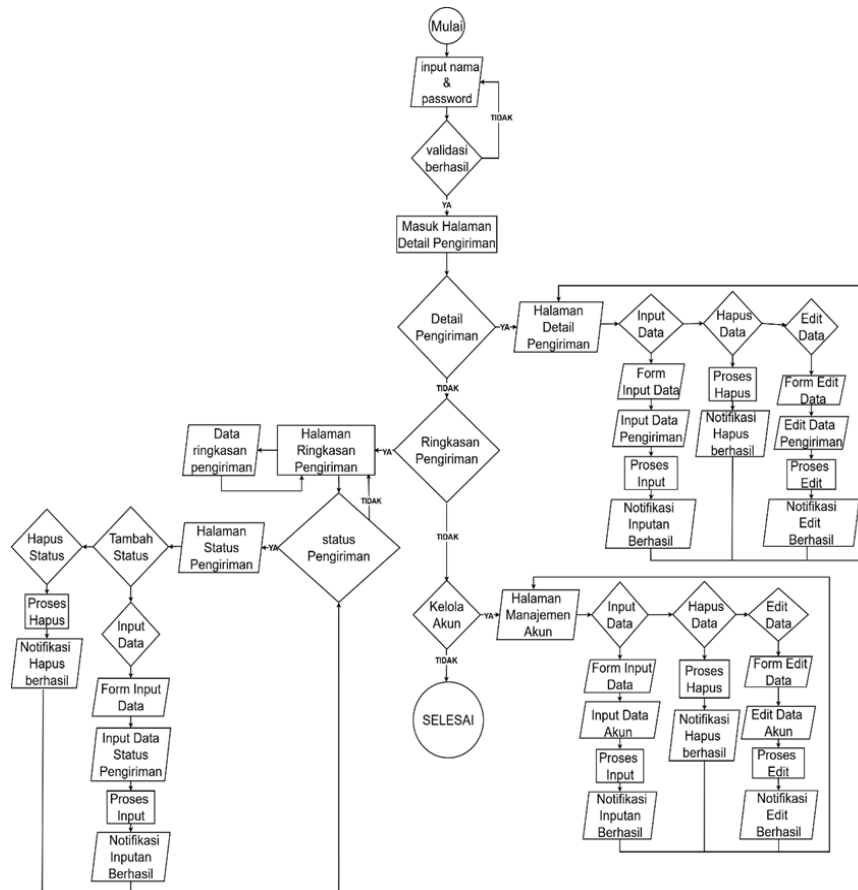 Mulai
input nama
&
password
TIDAK
validasi
berhasil
YA
Masuk Halaman
Detail Pengiriman
Detail
Pengiriman
YA
Halaman
Detail
Pengiriman
Input
Data
Hapus
Data
Edit
Data
Form
Input Data
Input Data
Pengiriman
Proses
Input
Notifikasi
Inputan
Berhasil
Proses
Hapus
Notifikasi
Hapus
berhasil
Form Edit
Data
Edit Data
Pengiriman
Proses
Edit
Notifikasi
Edit
Berhasil
TIDAK
Ringkasan
Pengiriman
YA
Halaman
Ringkasan
Pengiriman
Data
ringkasan
pengiriman
TIDAK
status
Pengiriman
YA
Halaman
Status
Pengiriman
Tambah
Status
Hapus
Status
Proses
Hapus
Notifikasi
Hapus
berhasil
Input
Data
Form Input
Data
Input Data
Status
Pengiriman
Proses
Input
Notifikasi
Inputan
Berhasil
TIDAK
Kelola
Akun
YA
Halaman
Manajemen
Akun
Input
Data
Hapus
Data
Edit
Data
Form Input
Data
Input Data
Akun
Proses
Input
Notifikasi
Inputan
Berhasil
Proses
Hapus
Notifikasi
Hapus
berhasil
Form Edit
Data
Edit Data
Akun
Proses
Edit
Notifikasi
Edit
Berhasil
TIDAK
SELESAI